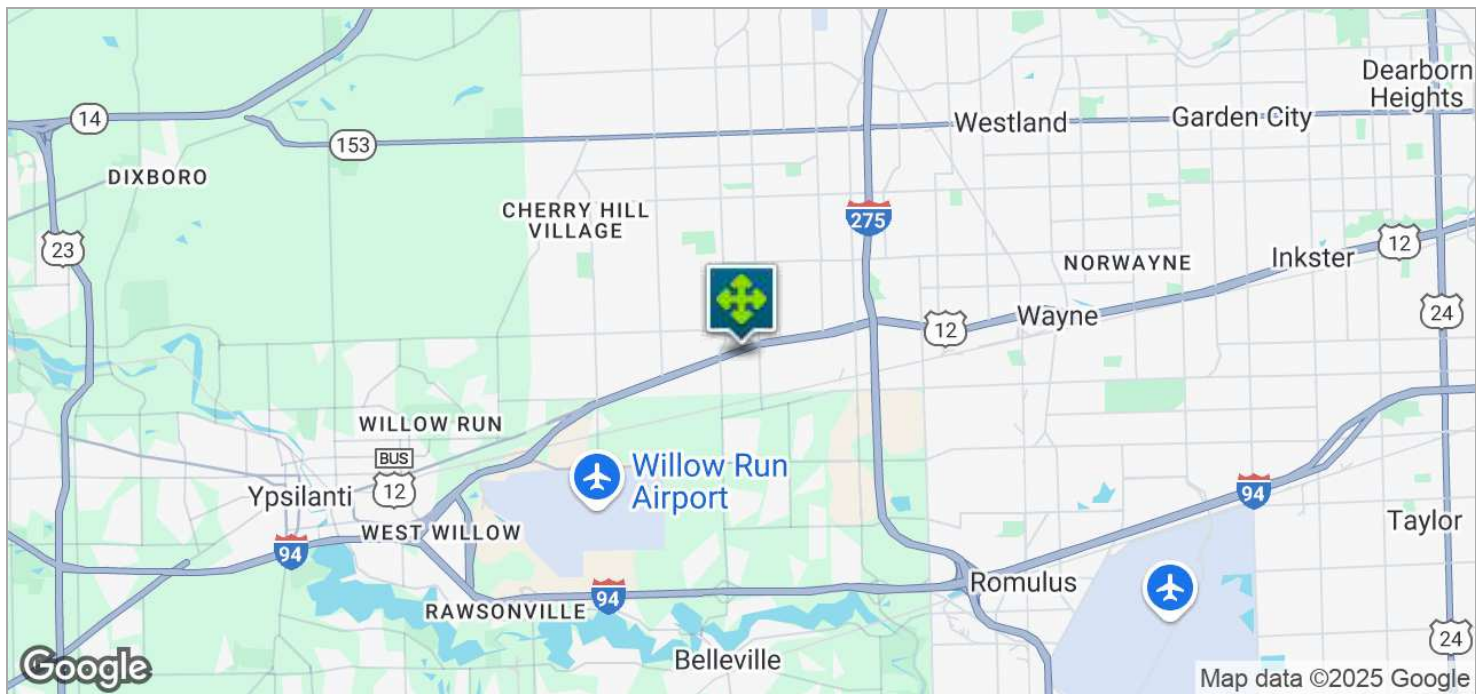 Dearborn
Heights
14
Westland
Garden City
153
DIXBORO
CHERRY HILL
VILLAGE
275
23
12
NORWAYNE
Inkster
24
12
Wayne
WILLOW RUN
BUS
12
Willow Run
Airport
Ypsilanti
94
WEST WILLOW
94
Taylor
94
Romulus
RAWSONVILLE
24
Belleville
Google
Map data ©2025 Google